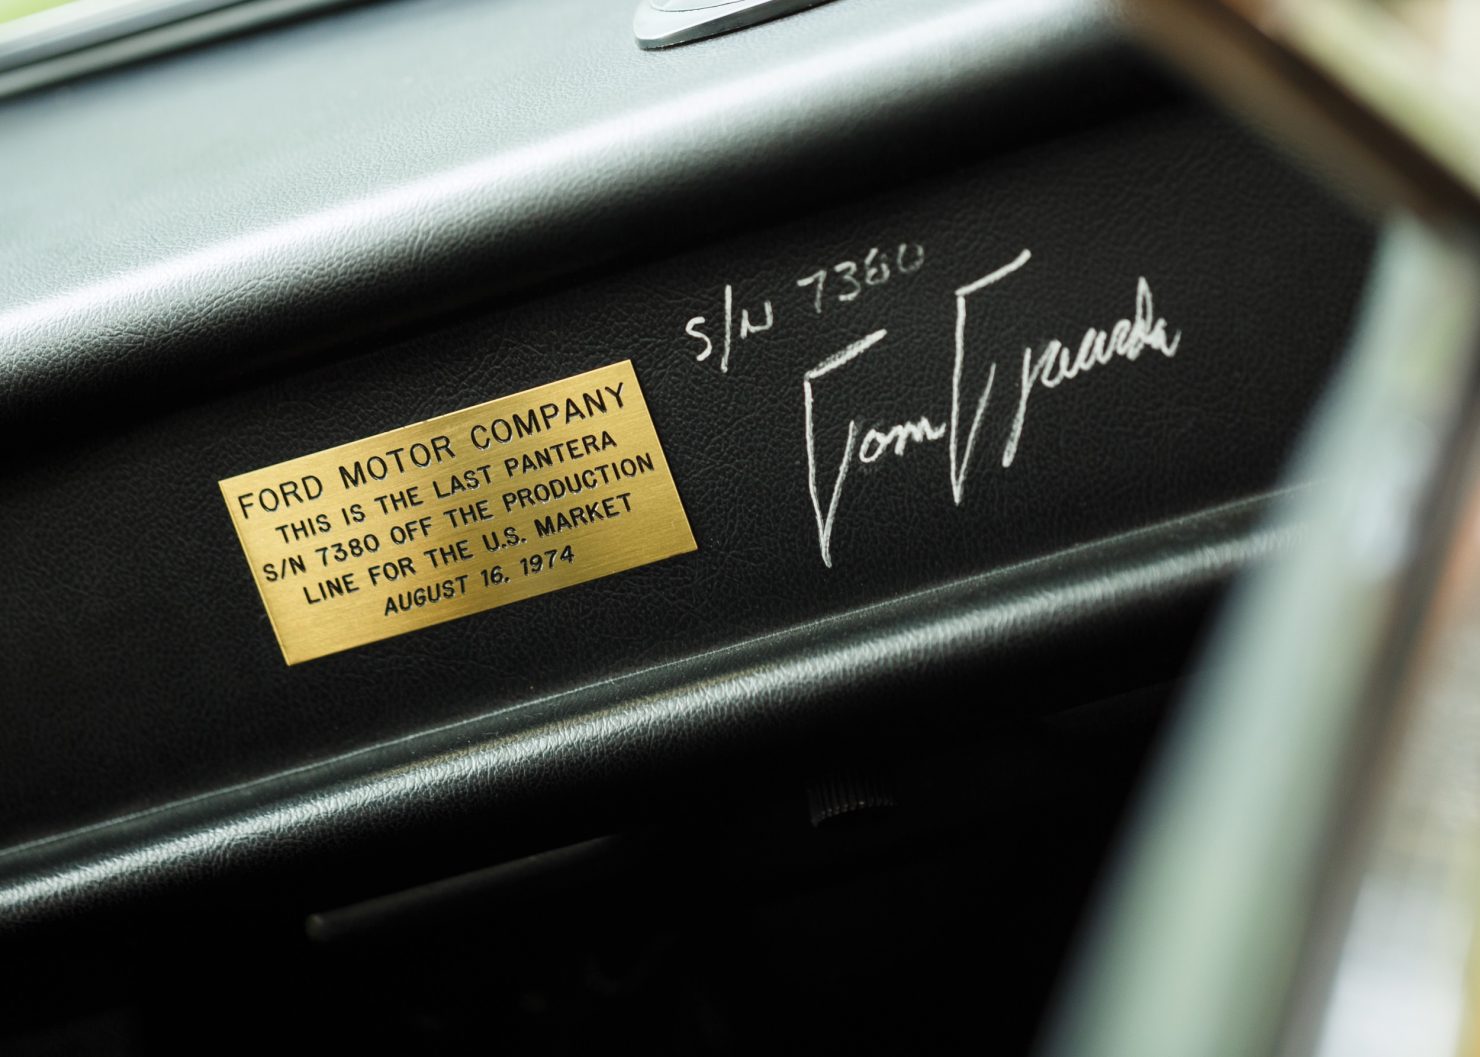 FORD MOTOR COMPANY
THIS IS THE LAST PANTERA
S/N 7380 OFF THE PRODUCTION
LINE FOR THE U.S. MARKET
AUGUST 16, 1974
S/N 7380
Tom